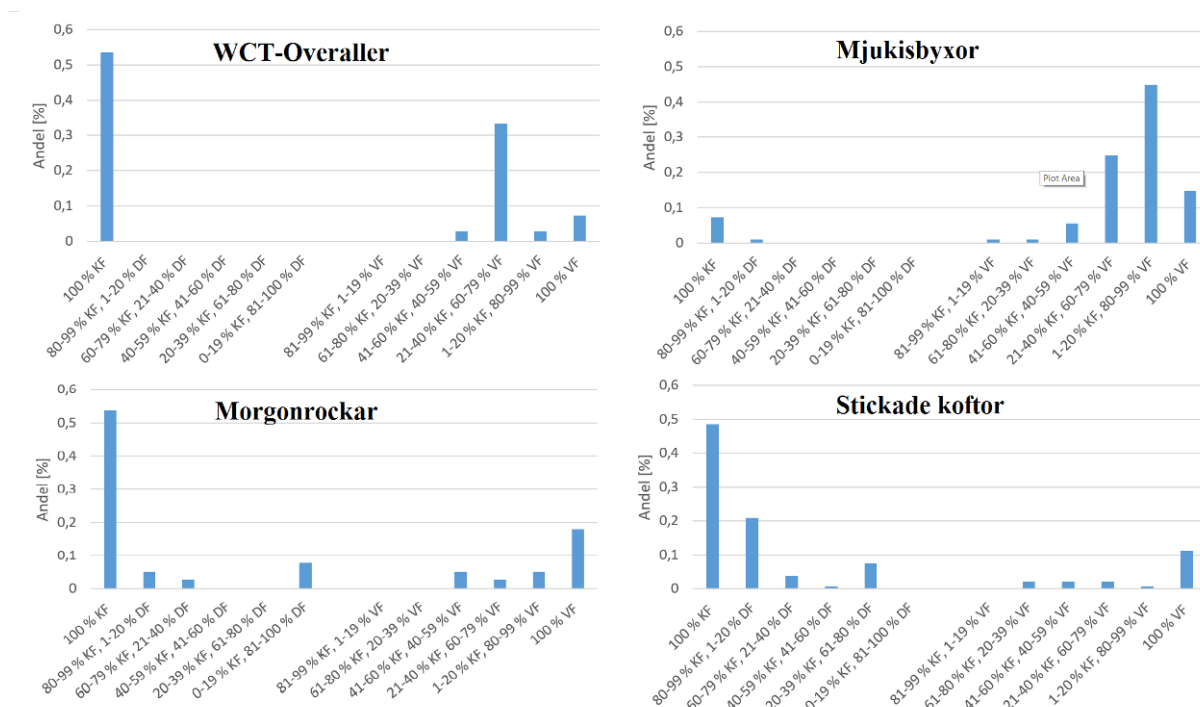 WCT-Overaller
0,6
0,5
0,4
0,3
0,2
0,1
0
Andel [%]
100 % KF
80-99 % KF, 1-20 % DF
60-79 % KF, 21-40 % DF
40-59 % KF, 41-60 % DF
20-39 % KF, 61-80 % DF
0-19 % KF, 81-100 % DF
81-99 % KF, 1-19 % VF
61-80 % KF, 20-39 % VF
41-60 % KF, 40-59 % VF
21-40 % KF, 60-79 % VF
1-20 % KF, 80-99 % VF
100 % VF
Mjukisbyxor
0,6
0,5
0,4
0,3
0,2
0,1
0
Andel [%]
Plot Area
100 % KF
80-99 % KF, 1-20 % DF
60-79 % KF, 21-40 % DF
40-59 % KF, 41-60 % DF
20-39 % KF, 61-80 % DF
0-19 % KF, 81-100 % DF
81-99 % KF, 1-19 % VF
61-80 % KF, 20-39 % VF
41-60 % KF, 40-59 % VF
21-40 % KF, 60-79 % VF
1-20 % KF, 80-99 % VF
100 % VF
Morgonrockar
0,6
0,5
0,4
0,3
0,2
0,1
0
Andel [%]
100 % KF
80-99 % KF, 1-20 % DF
60-79 % KF, 21-40 % DF
40-59 % KF, 41-60 % DF
20-39 % KF, 61-80 % DF
0-19 % KF, 81-100 % DF
81-99 % KF, 1-19 % VF
61-80 % KF, 20-39 % VF
41-60 % KF, 40-59 % VF
21-40 % KF, 60-79 % VF
1-20 % KF, 80-99 % VF
100 % VF
Stickade koftor
0,6
0,5
0,4
0,3
0,2
0,1
0
Andel [%]
100 % KF
80-99 % KF, 1-20 % DF
60-79 % KF, 21-40 % DF
40-59 % KF, 41-60 % DF
20-39 % KF, 61-80 % DF
0-19 % KF, 81-100 % DF
81-99 % KF, 1-19 % VF
61-80 % KF, 20-39 % VF
41-60 % KF, 40-59 % VF
21-40 % KF, 60-79 % VF
1-20 % KF, 80-99 % VF
100 % VF